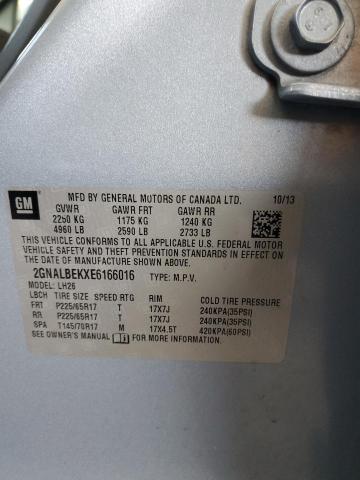 GM
MFD BY GENERAL MOTORS OF CANADA LTD. 10/13
GVWR GAWR FRT GAWR RR
2250 KG 1175 KG 1240 KG
4960 LB 2590 LB 2733 LB
THIS VEHICLE CONFORMS TO ALL APPLICABLE U.S. FEDERAL MOTOR
VEHICLE SAFETY AND THEFT PREVENTION STANDARDS IN EFFECT ON
THE DATE OF MANUFACTURE SHOWN ABOVE.
2GNALBEKXE6166016 TYPE: M.P.V.
MODEL: LH26
LBCH TIRE SIZE SPEED RTG RIM COLD TIRE PRESSURE
FRT P225/65R17 T 17X7J 240KPA(35PSI)
RR P225/65R17 T 17X7J 240KPA(35PSI)
SPA T145/70R17 M 17X4.5T 420KPA(60PSI)
SEE OWNER'S MANUAL FOR MORE INFORMATION.